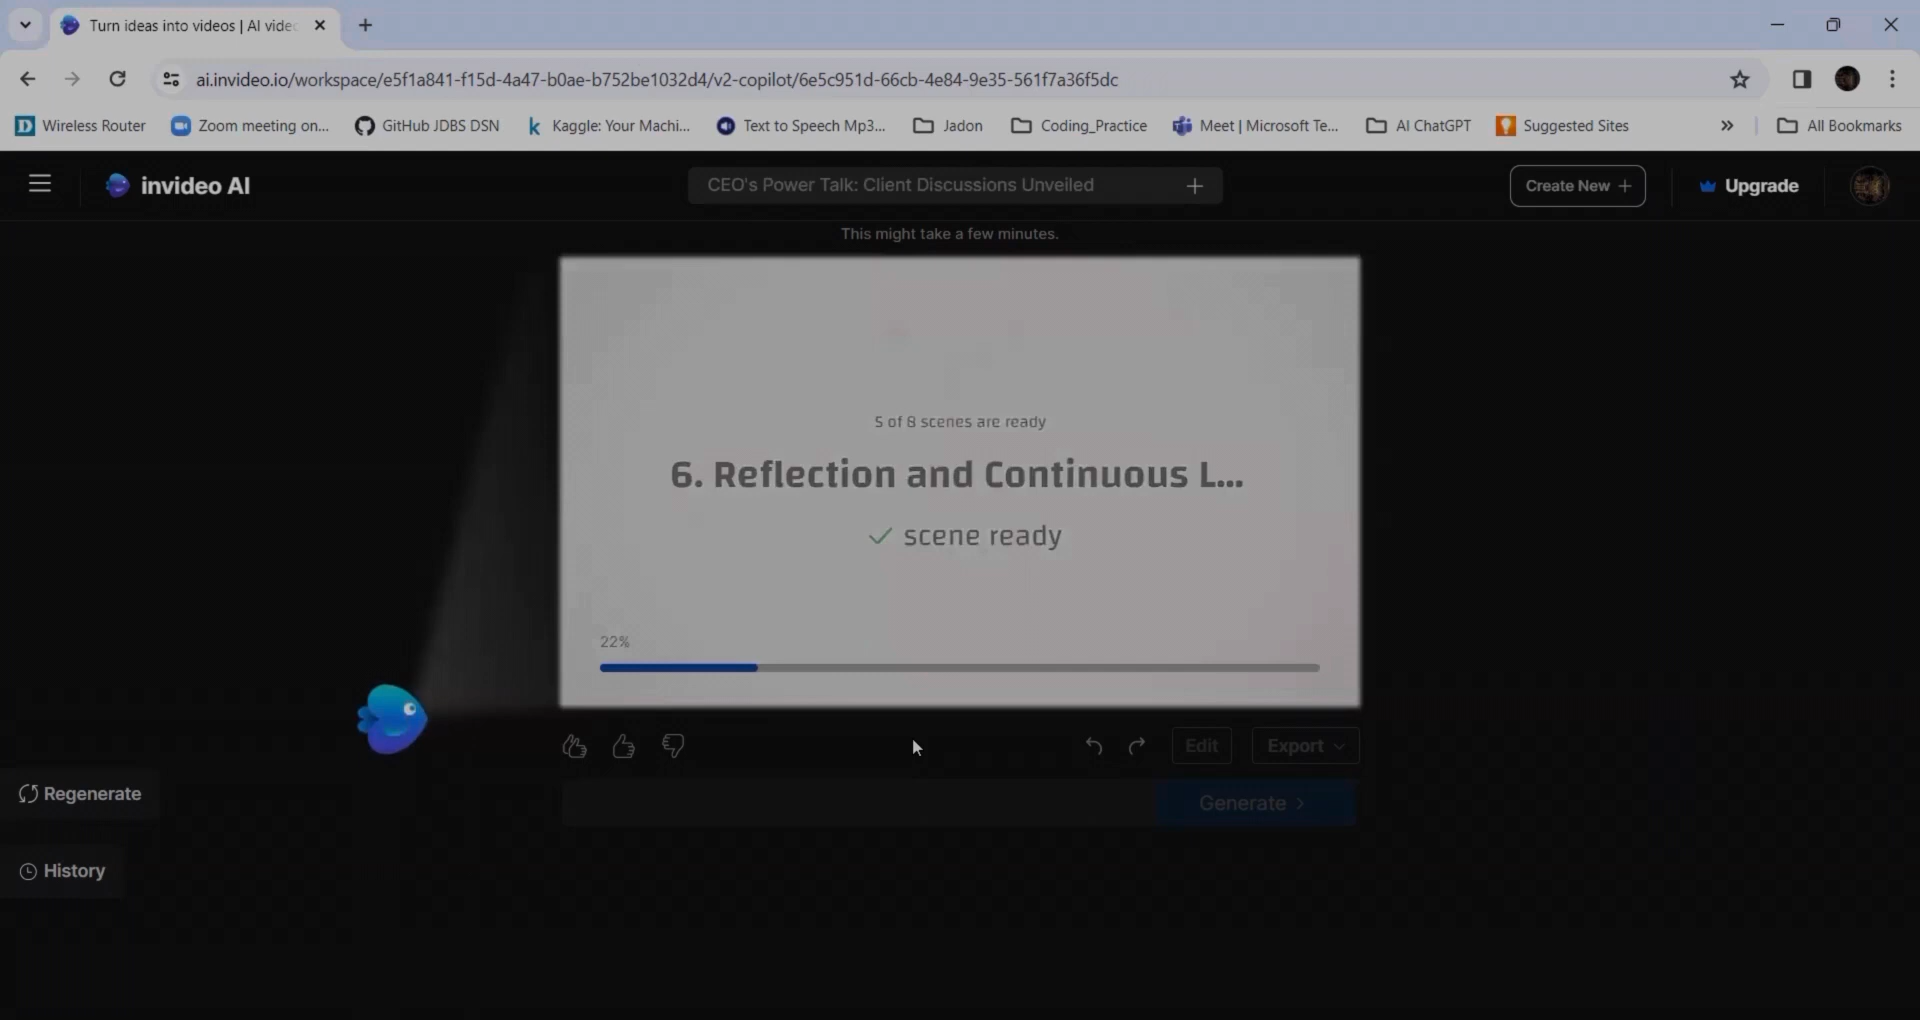 Turn ideas into videos | AI vide
ai.invideo.io/workspace/e5f1a841-f15d-4a47-b0ae-b752be1032d4/v2-copilot/6e5c951d-66cb-4e84-9e35-561f7a36f5dc
Wireless Router Zoom meeting on... GitHub JDBS DSN Kaggle: Your Machi... Text to Speech Mp3... Jadon Coding_Practice Meet | Microsoft Te... AI ChatGPT Suggested Sites » All Bookmarks
invideo AI CEO's Power Talk: Client Discussions Unveiled + Create New + Upgrade
This might take a few minutes.
5 of 8 scenes are ready
6. Reflection and Continuous L...
scene ready
22%
Edit Export
Regenerate
Generate >
History